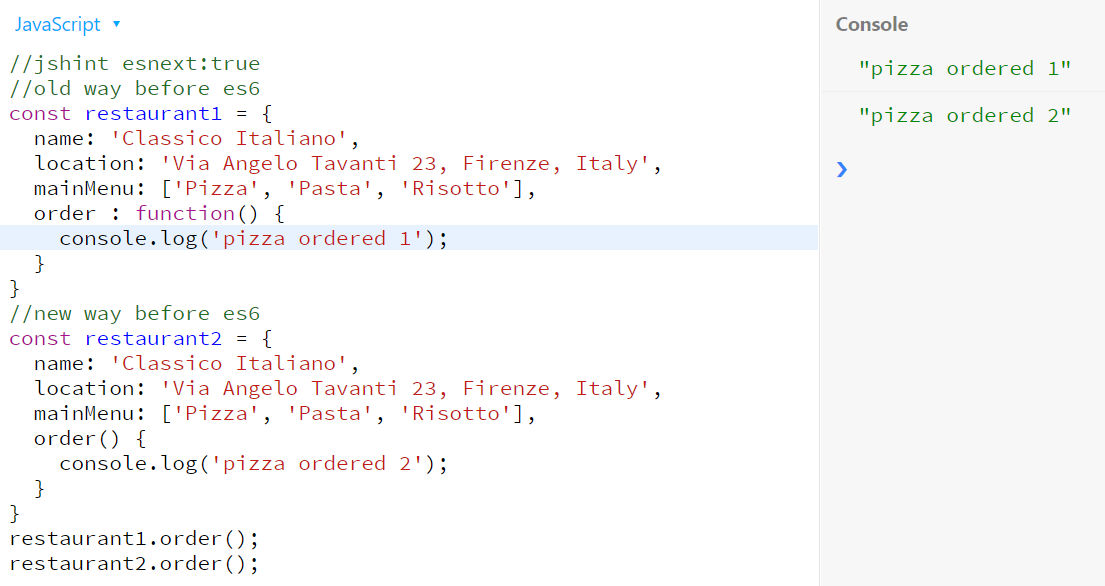 JavaScript
//jshint esnext:true
//old way before es6
const restaurant1 = {
  name: 'Classico Italiano',
  location: 'Via Angelo Tavanti 23, Firenze, Italy',
  mainMenu: ['Pizza', 'Pasta', 'Risotto'],
  order : function() {
    console.log('pizza ordered 1');
  }
}
//new way before es6
const restaurant2 = {
  name: 'Classico Italiano',
  location: 'Via Angelo Tavanti 23, Firenze, Italy',
  mainMenu: ['Pizza', 'Pasta', 'Risotto'],
  order() {
    console.log('pizza ordered 2');
  }
}
restaurant1.order();
restaurant2.order();
Console
"pizza ordered 1"
"pizza ordered 2"